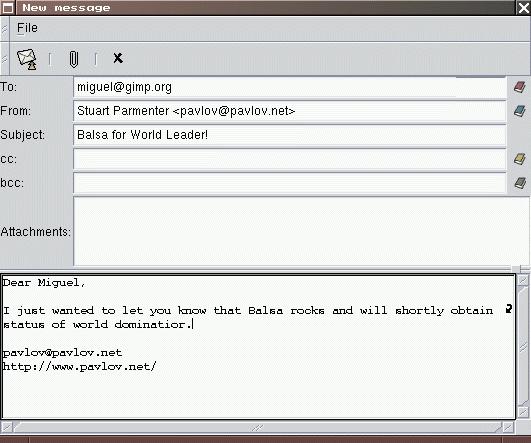 New message
File
To: miguel@gimp.org
From: Stuart Parmenter <pavlov@pavlov.net>
Subject: Balsa for World Leader!
cc:
bcc:
Attachments:
Dear Miguel,
I just wanted to let you know that Balsa rocks and will shortly obtain
status of world dominatior.
pavlov@pavlov.net
http://www.pavlov.net/